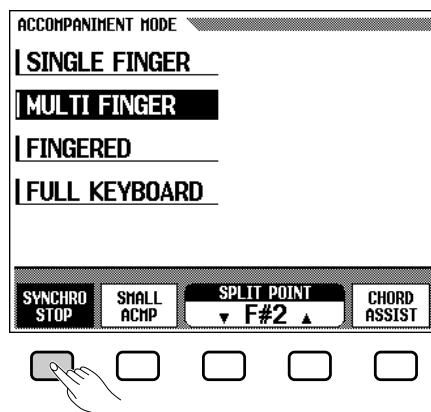 ACCOMPANIMENT MODE
SINGLE FINGER
MULTI FINGER
FINGERED
FULL KEYBOARD
SYNCHRO STOP
SMALL ACMP
SPLIT POINT
▼ F#2 ▲
CHORD ASSIST